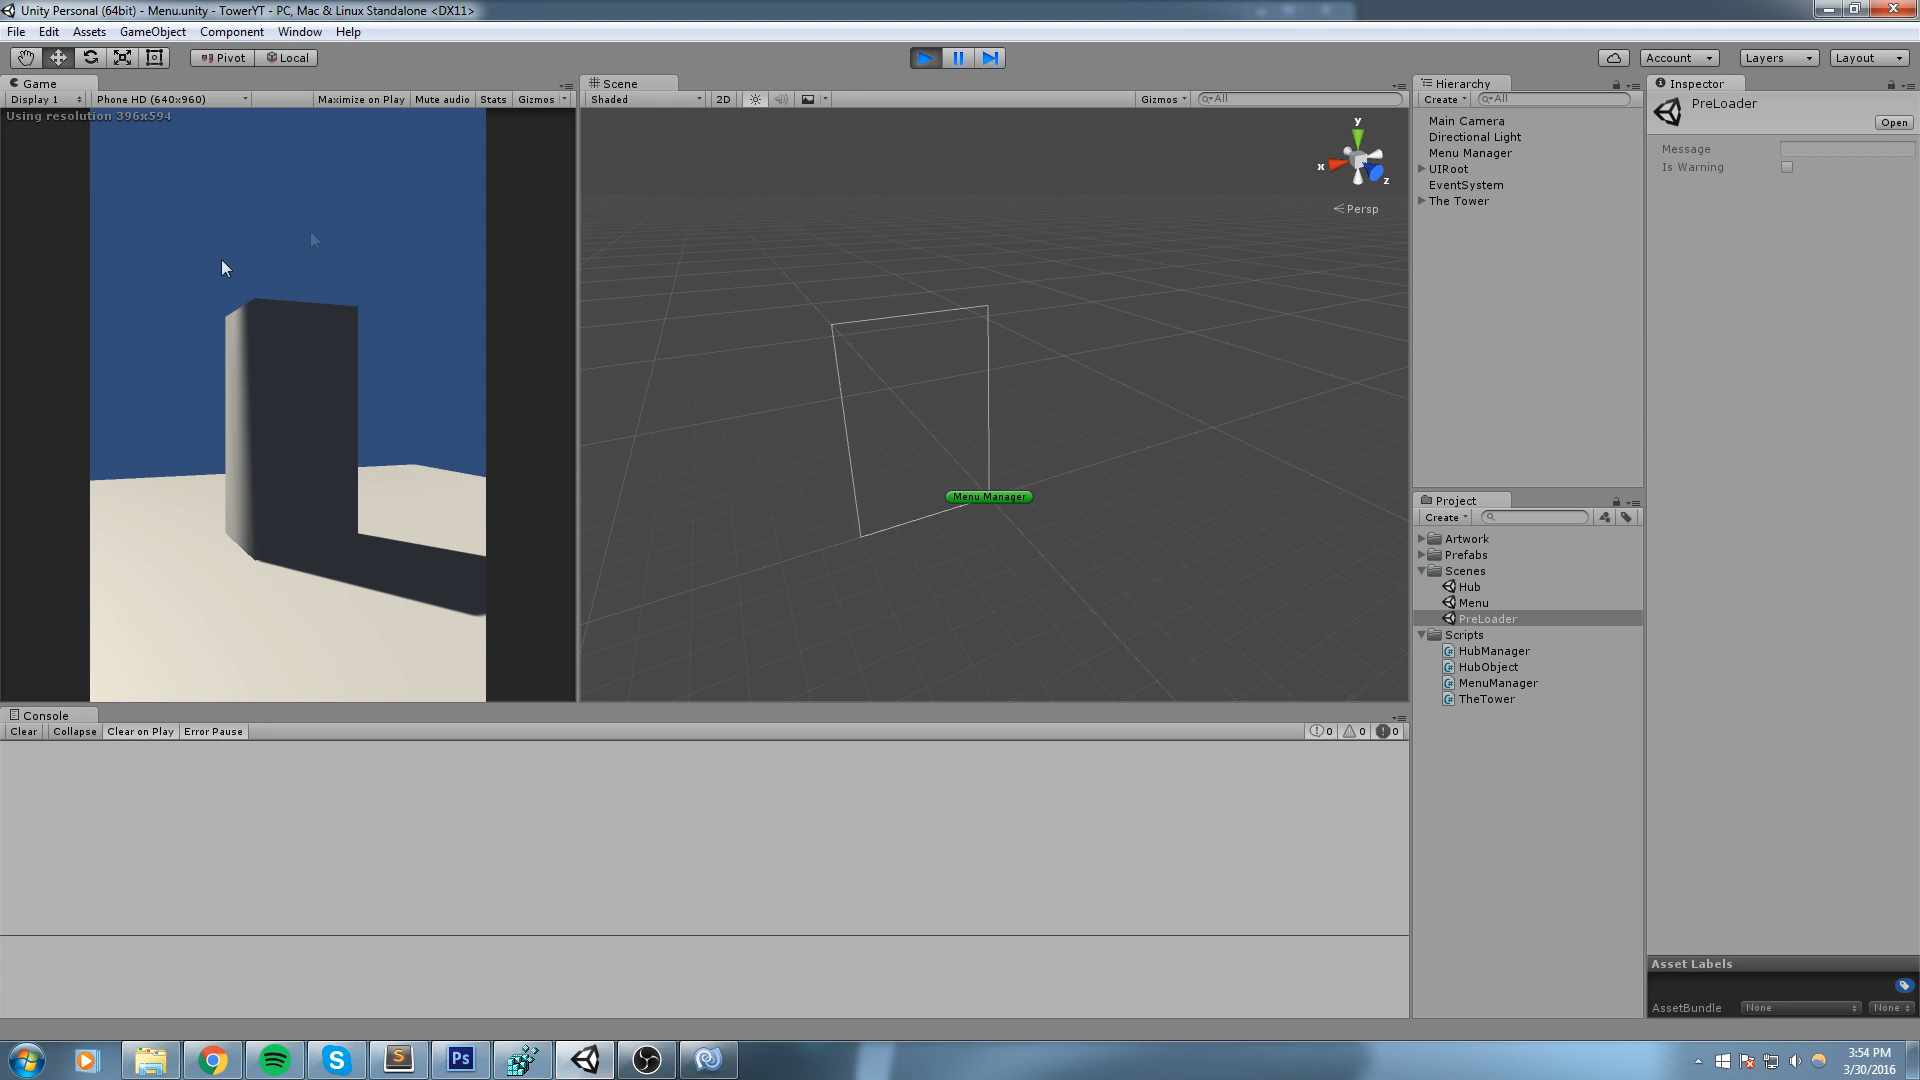 Unity Personal (64bit) - Menu.unity - TowerYT - PC, Mac & Linux Standalone <DX11>
File Edit Assets GameObject Component Window Help
Pivot Local Account Layers Layout
Game Scene Hierarchy Inspector
Display 1 Phone HD (640x960) Maximize on Play Mute audio Stats Gizmos Shaded 2D Gizmos All Create All
PreLoader
Open
Using resolution 396x594
y
x
z
Persp
Main Camera
Directional Light
Menu Manager
UIRoot
EventSystem
The Tower
Message
Is Warning
Menu Manager
Project
Create
Artwork
Prefabs
Scenes
Hub
Menu
PreLoader
Scripts
HubManager
HubObject
MenuManager
TheTower
Console
Clear Collapse Clear on Play Error Pause 0 0 0
Asset Labels
AssetBundle None None
Ps
3:54 PM
3/30/2016